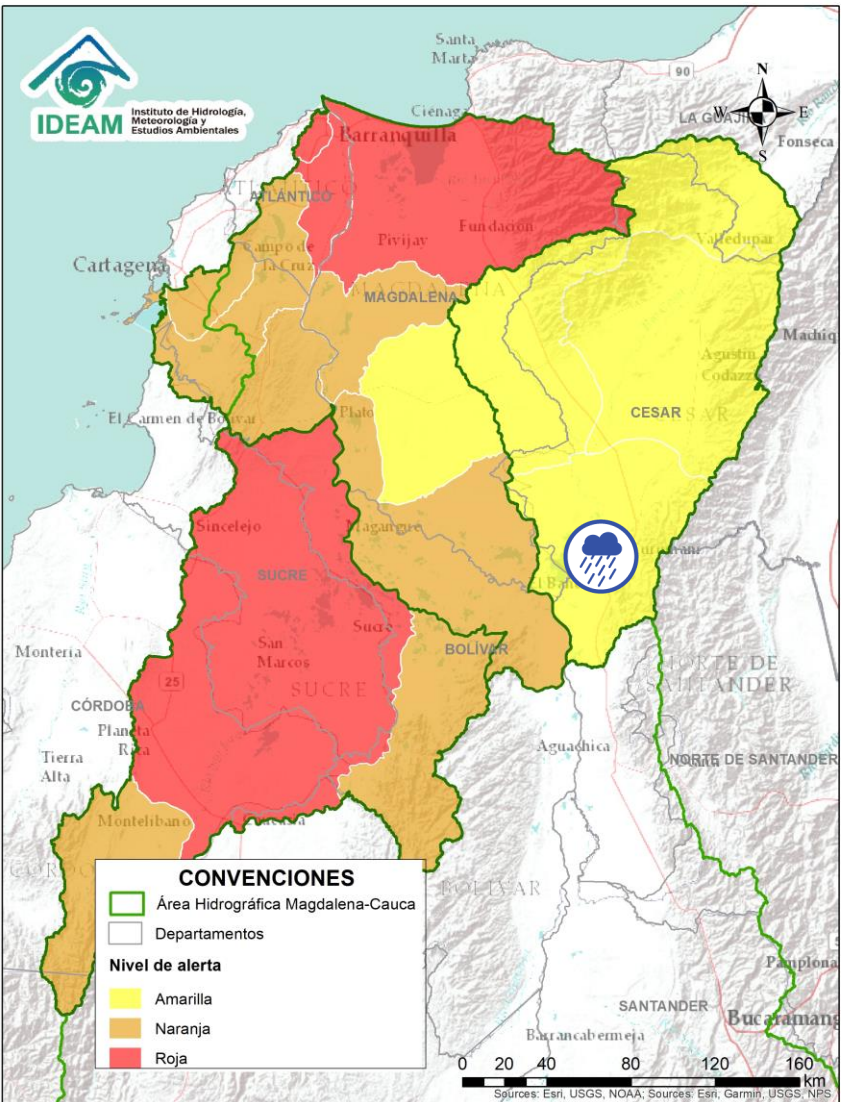 IDEAM
Instituto de Hidrología,
Meteorología y
Estudios Ambientales
Santa
Marta
90
N
W
E
S
LA GUAJI
Ciénaga
Fonseca
Barranquilla
ATLÁNTICO
Valledupar
Fundación
Pivijay
Campo de
la Cruz
Cartagena
MAGDALENA
Agustín
Codazzi
CESAR
El Carmen de Bolívar
Plato
Sincelejo
Magangué
SUCRE
El Banco
Sucre
San
Marcos
BOLÍVAR
SUCRE
Montería
25
NORTE DE
SANTANDER
CÓRDOBA
Planeta
Rica
Tierra
Alta
Aguachica
NORTE DE SANTANDER
Montelíbano
BOLÍVAR
CONVENCIONES
Área Hidrográfica Magdalena-Cauca
Departamentos
Nivel de alerta
Amarilla
Naranja
Roja
Pamplona
SANTANDER
Bucaramang
Barrancabermeja
0 20 40 80 120 160
km
Sources: Esri, USGS, NOAA; Sources: Esri, Garmin, USGS, NPS